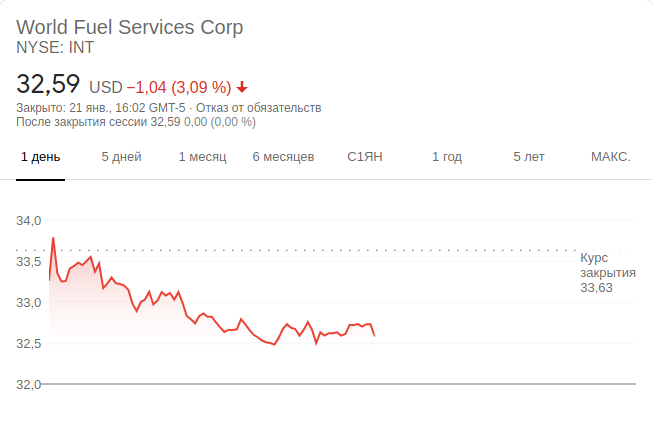 World Fuel Services Corp
NYSE: INT
32,59 USD −1,04 (3,09 %)
Закрыто: 21 янв., 16:02 GMT-5 · Отказ от обязательств
После закрытия сессии 32,59 0,00 (0,00 %)
1 день 5 дней 1 месяц 6 месяцев С1ЯН 1 год 5 лет МАКС.
34,0
33,5
33,0
32,5
32,0
Курс
закрытия
33,63